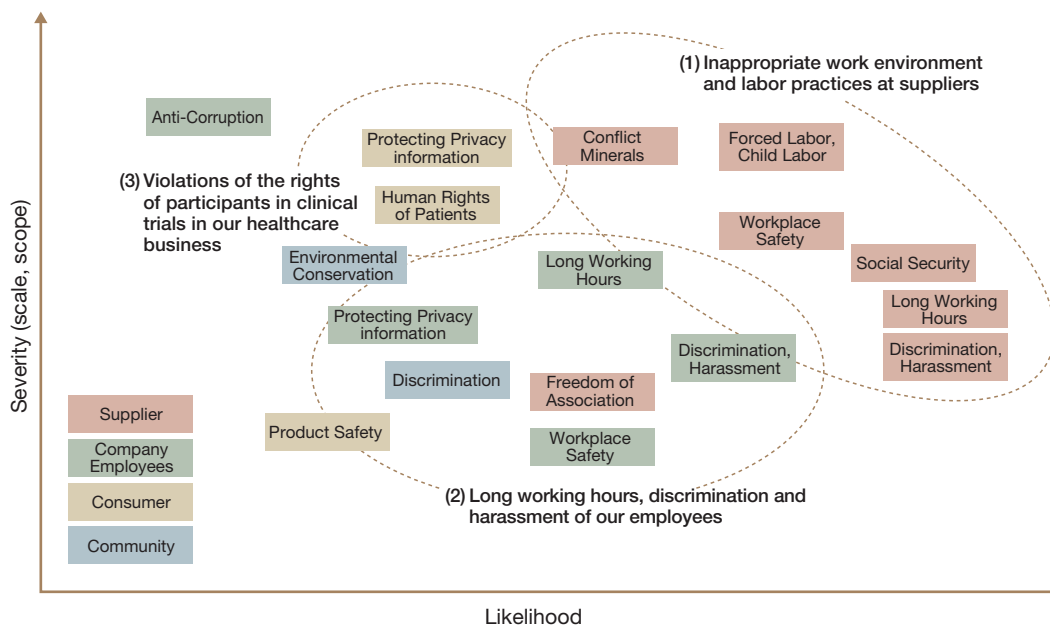 Severity (scale, scope)
(1) Inappropriate work environment
and labor practices at suppliers
Anti-Corruption
Protecting Privacy
information
Conflict
Minerals
Forced Labor,
Child Labor
(3) Violations of the rights
of participants in clinical
trials in our healthcare
business
Human Rights
of Patients
Workplace
Safety
Environmental
Conservation
Long Working
Hours
Social Security
Long Working
Hours
Protecting Privacy
information
Discrimination,
Harassment
Discrimination,
Harassment
Discrimination
Freedom of
Association
Product Safety
Workplace
Safety
(2) Long working hours, discrimination and
harassment of our employees
Supplier
Company
Employees
Consumer
Community
Likelihood